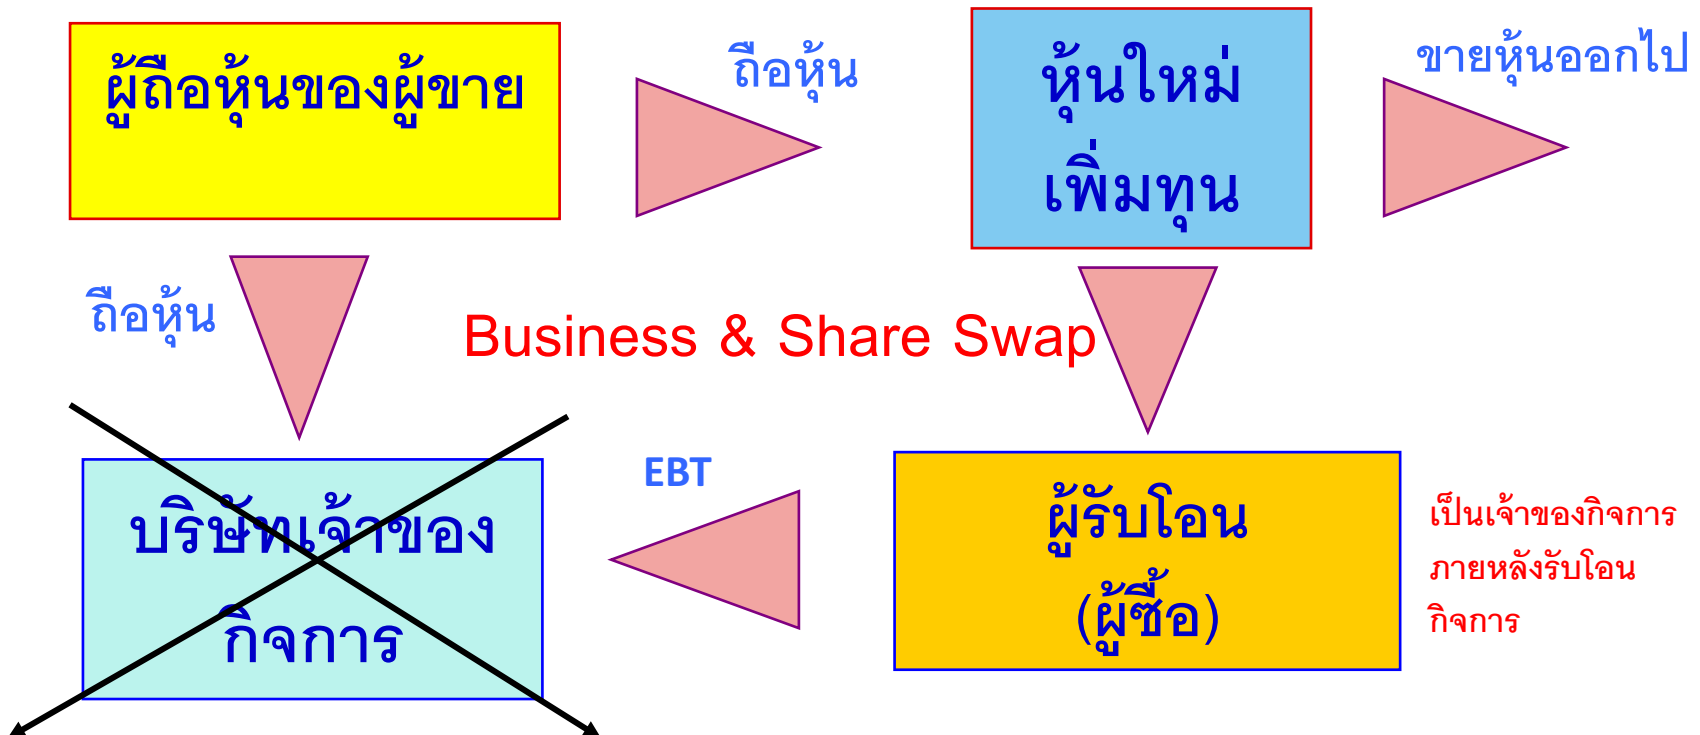 ผู้ถือหุ้นของผู้ขาย
ถือหุ้น
หุ้นใหม่
เพิ่มทุน
ขายหุ้นออกไป
ถือหุ้น
Business & Share Swap
บริษัทเจ้าของ
กิจการ
EBT
ผู้รับโอน
(ผู้ซื้อ)
เป็นเจ้าของกิจการ
ภายหลังรับโอน
กิจการ